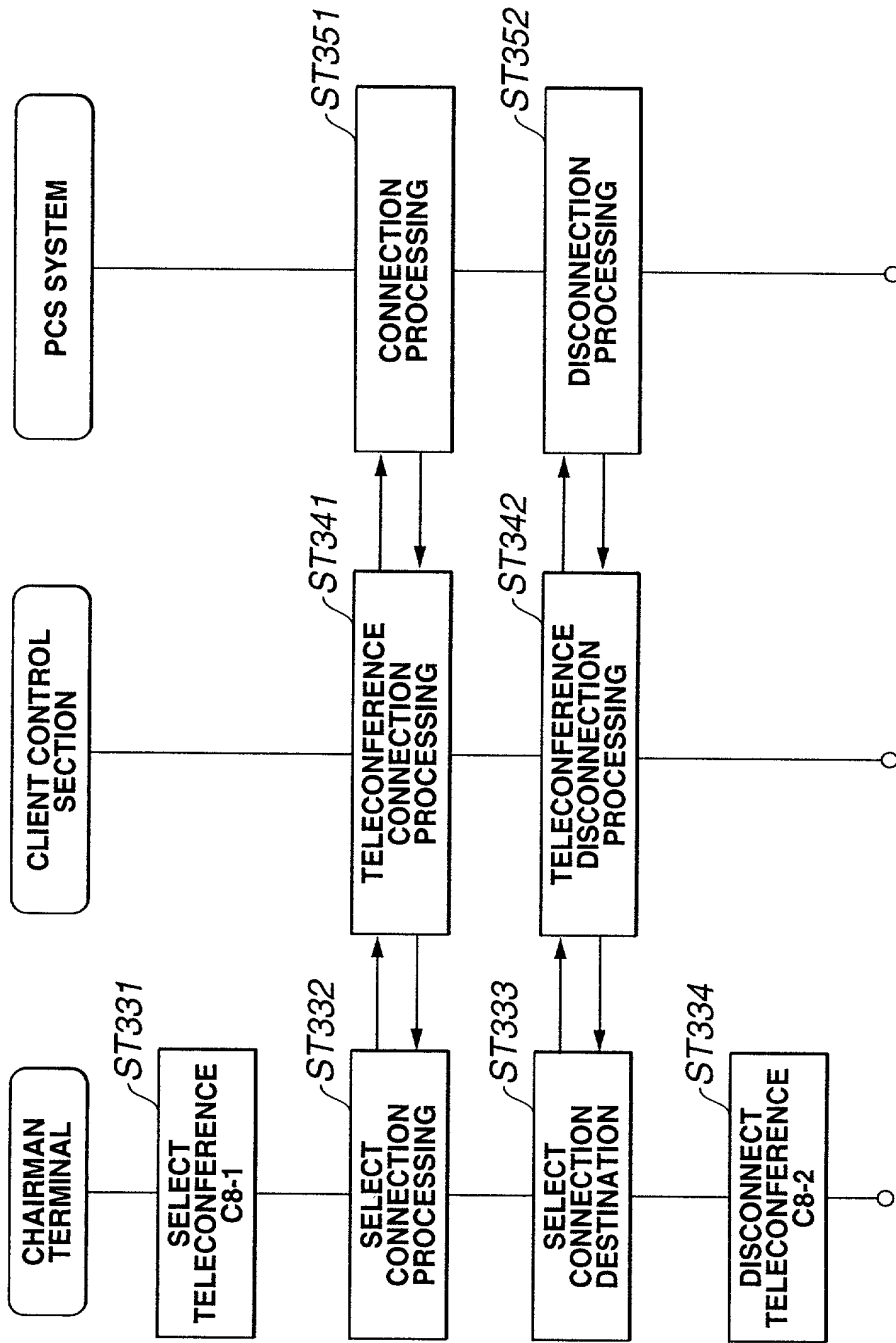 CHAIRMAN
TERMINAL
CLIENT CONTROL
SECTION
PCS SYSTEM
ST331
SELECT
TELECONFERENCE
C8-1
ST332
SELECT
CONNECTION
PROCESSING
ST341
TELECONFERENCE
CONNECTION
PROCESSING
ST351
CONNECTION
PROCESSING
ST333
SELECT
CONNECTION
DESTINATION
ST342
TELECONFERENCE
DISCONNECTION
PROCESSING
ST352
DISCONNECTION
PROCESSING
ST334
DISCONNECT
TELECONFERENCE
C8-2